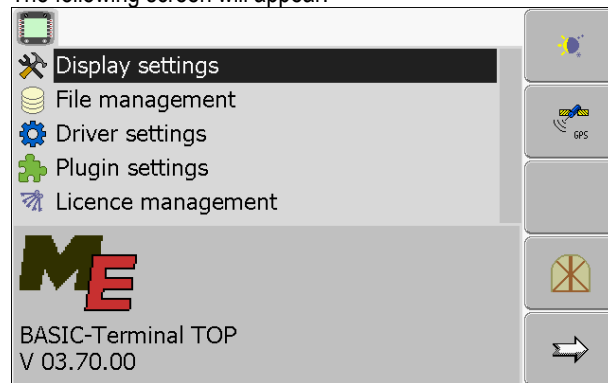 The following screen will appear:
Display settings
File management
Driver settings
Plugin settings
Licence management
GPS
ME
BASIC-Terminal TOP
V 03.70.00